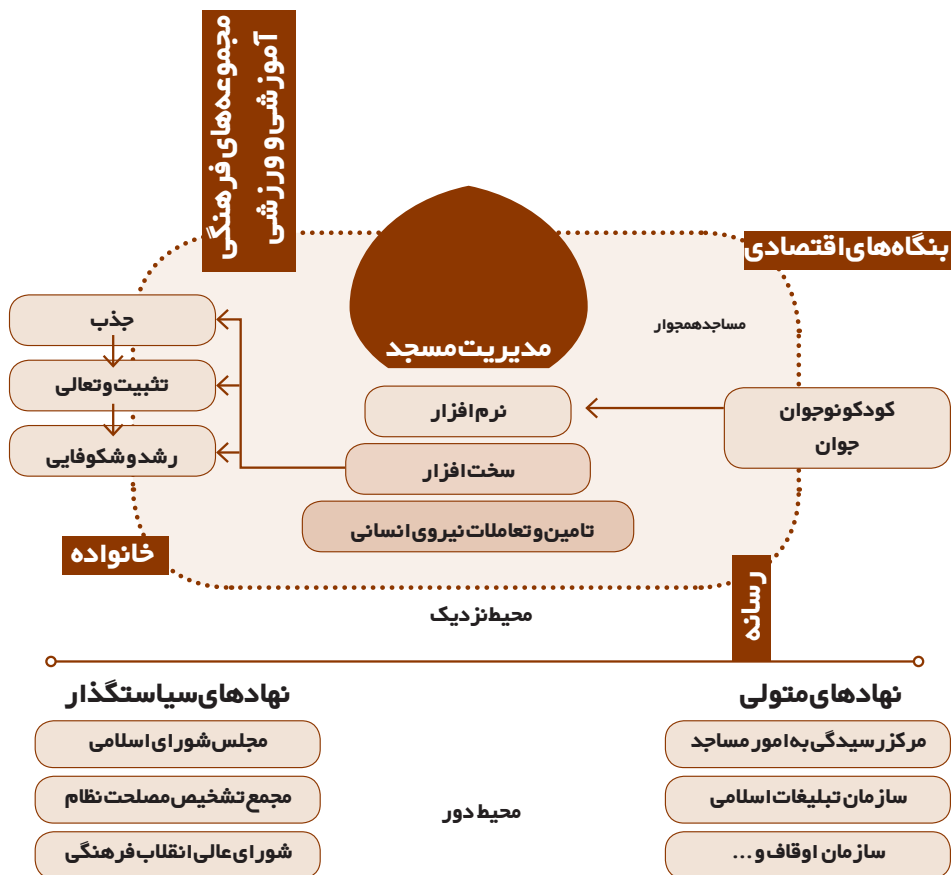 مجموعه‌های فرهنگی
آموزشی و ورزشی
بنگاه‌های اقتصادی
مساجد همجوار
مدیریت مسجد
جذب
تثبیت و تعالی
رشد و شکوفایی
نرم افزار
سخت افزار
تامین و تعاملات نیروی انسانی
کودک و نوجوان
جوان
خانواده
رسانه
محیط نزدیک
نهادهای متولی
مرکز رسیدگی به امور مساجد
سازمان تبلیغات اسلامی
سازمان اوقاف و ...
محیط دور
نهادهای سیاستگذار
مجلس شورای اسلامی
مجمع تشخیص مصلحت نظام
شورای عالی انقلاب فرهنگی